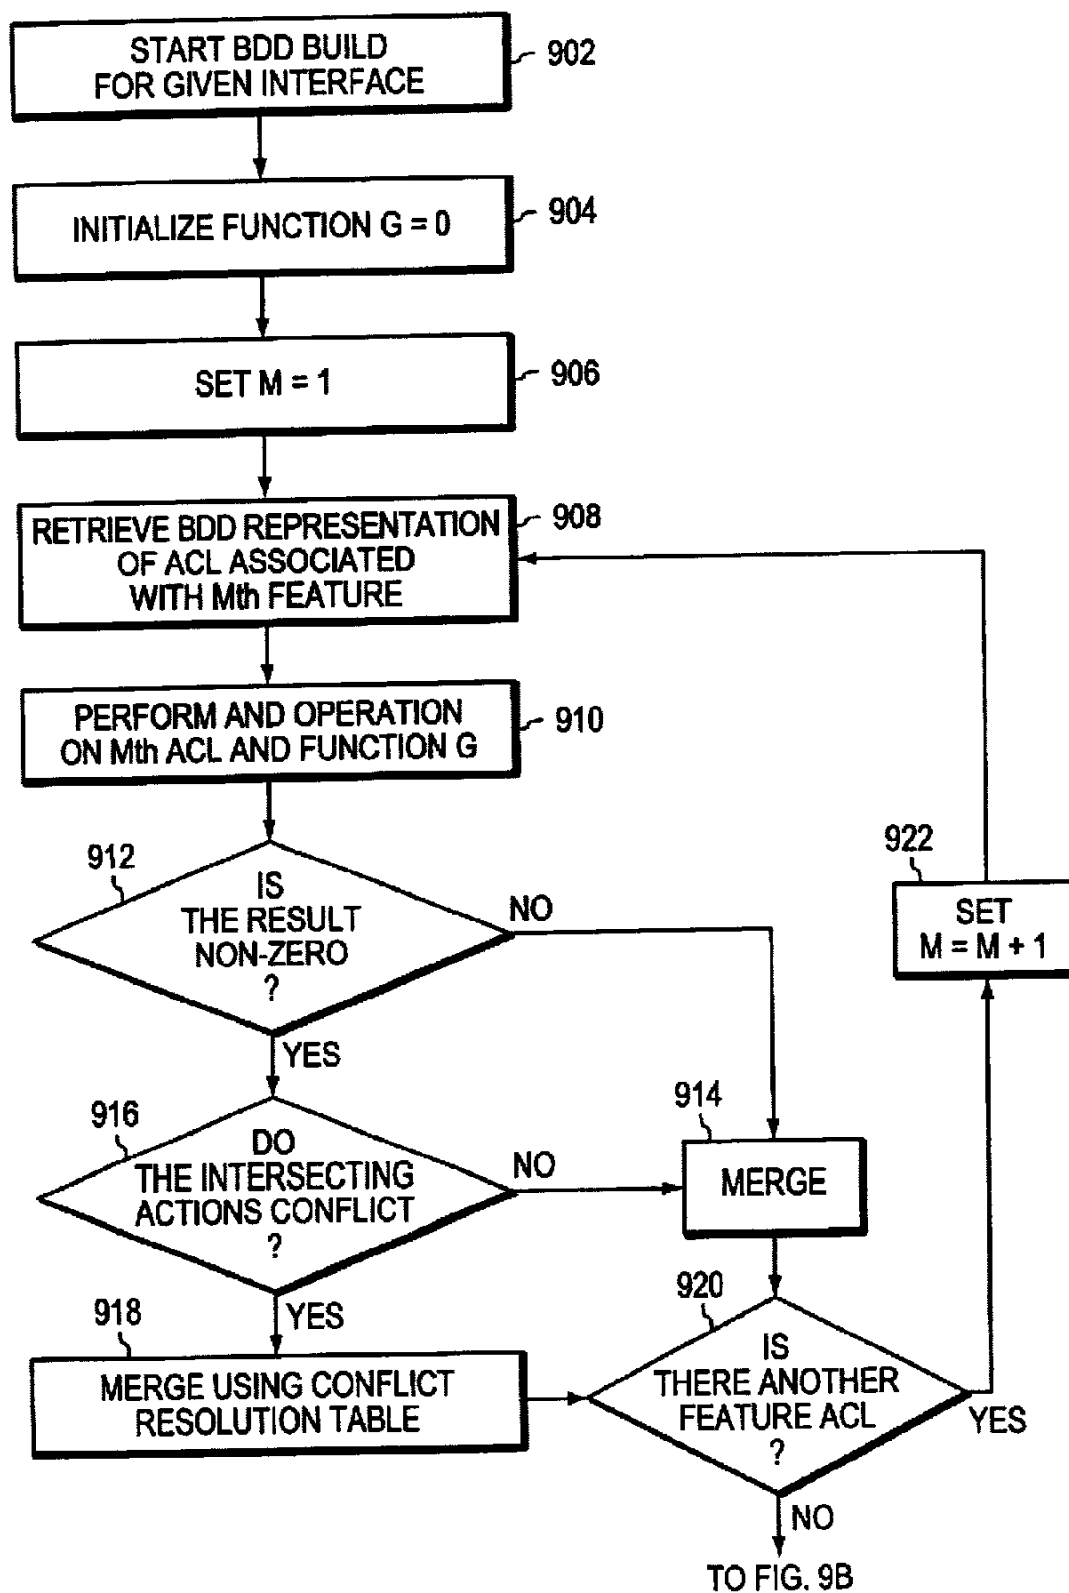 START BDD BUILD
FOR GIVEN INTERFACE
902
INITIALIZE FUNCTION G = 0
904
SET M = 1
906
RETRIEVE BDD REPRESENTATION
OF ACL ASSOCIATED
WITH Mth FEATURE
908
PERFORM AND OPERATION
ON Mth ACL AND FUNCTION G
910
912
IS
THE RESULT
NON-ZERO
?
NO
YES
922
SET
M = M + 1
916
DO
THE INTERSECTING
ACTIONS CONFLICT
?
NO
YES
914
MERGE
918
MERGE USING CONFLICT
RESOLUTION TABLE
920
IS
THERE ANOTHER
FEATURE ACL
?
YES
NO
TO FIG. 9B